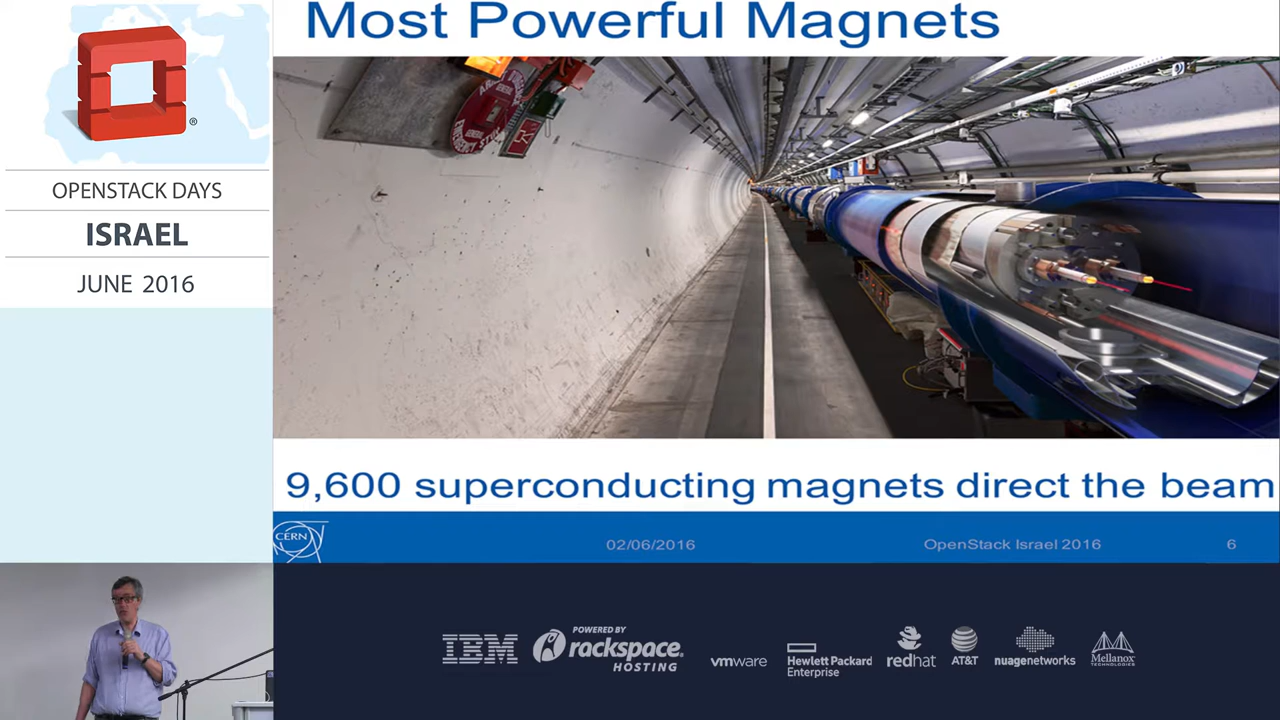 Most Powerful Magnets
®
OPENSTACK DAYS
ISRAEL
JUNE 2016
9,600 superconducting magnets direct the beam
CERN
02/06/2016
OpenStack Israel 2016
6
IBM
POWERED BY
rackspace.
HOSTING
vmware
Hewlett Packard
Enterprise
redhat
AT&T
nuagenetworks
Mellanox
TECHNOLOGIES